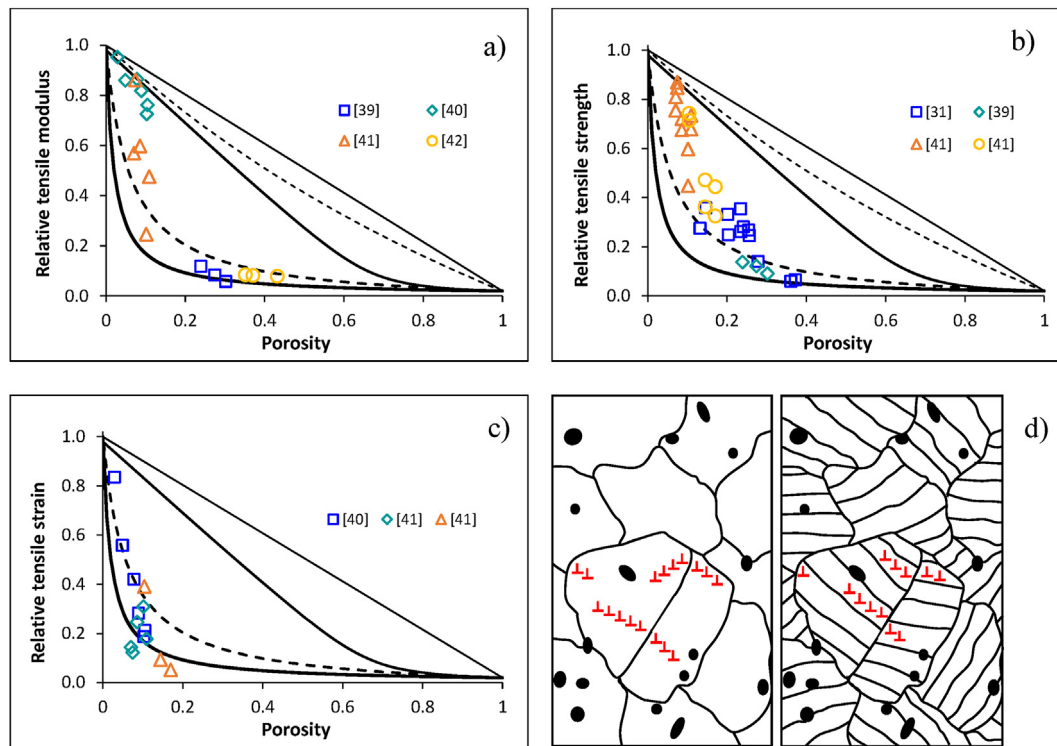 a)
Relative tensile modulus
1.0
0.8
0.6
0.4
0.2
0.0
[39] [40]
[41] [42]
0 0.2 0.4 0.6 0.8 1
Porosity
b)
Relative tensile strength
1.0
0.8
0.6
0.4
0.2
0.0
[31] [39]
[41] [41]
0 0.2 0.4 0.6 0.8 1
Porosity
c)
Relative tensile strain
1.0
0.8
0.6
0.4
0.2
0.0
[40] [41] [41]
0 0.2 0.4 0.6 0.8 1
Porosity
d)